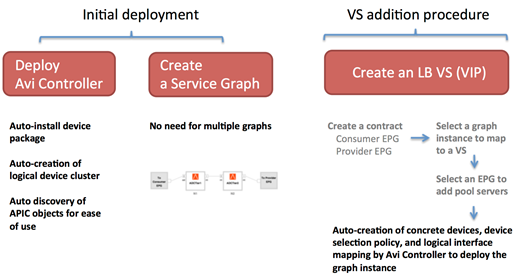 Initial deployment
VS addition procedure
Deploy
Avi Controller
Create
a Service Graph
Create an LB VS (VIP)
Auto-install device
package
Auto-creation of
logical device cluster
Auto discovery of
APIC objects for ease
of use
No need for multiple graphs
Create a contract
Consumer EPG
Provider EPG
Select a graph
instance to map
to a VS
Select an EPG to
add pool servers
Auto-creation of concrete devices, device
selection policy, and logical interface
mapping by Avi Controller to deploy the
graph instance